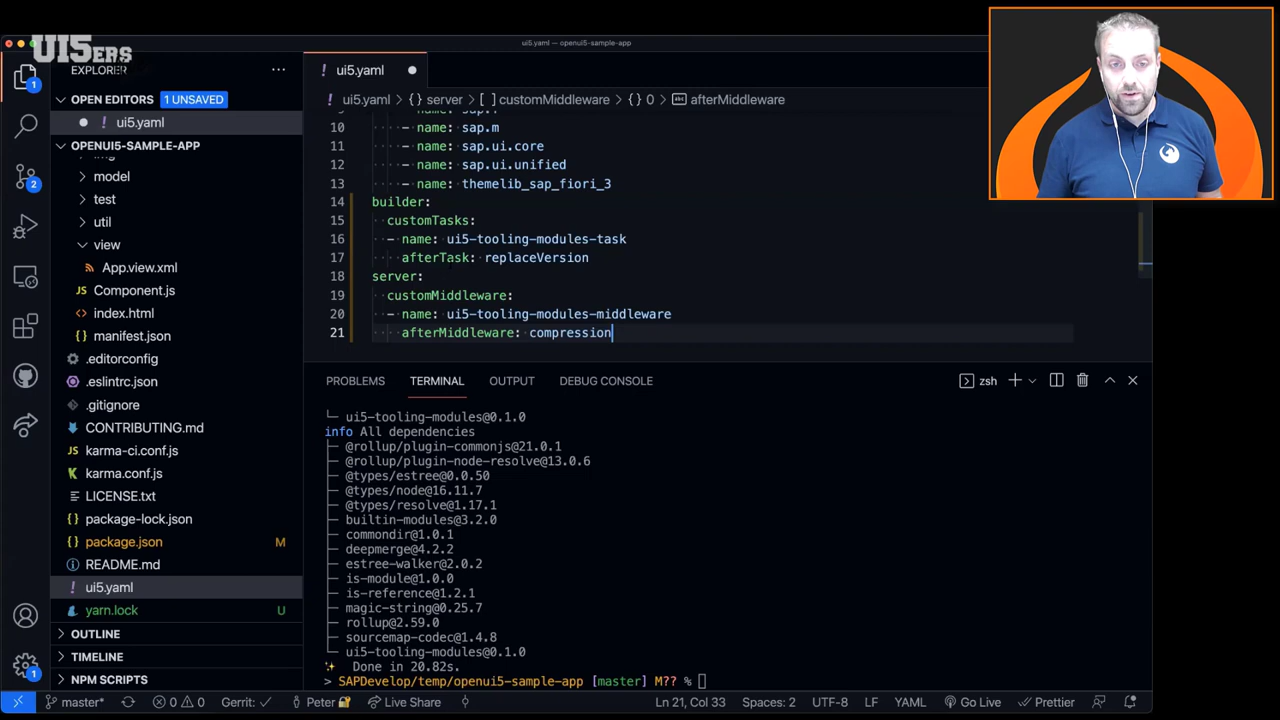 UI5ERS
ui5.yaml — openui5-sample-app
EXPLORER
OPEN EDITORS 1 UNSAVED
ui5.yaml
OPENUI5-SAMPLE-APP
model
test
util
view
App.view.xml
Component.js
index.html
manifest.json
.editorconfig
.eslintrc.json
.gitignore
CONTRIBUTING.md
JS karma-ci.conf.js
JS karma.conf.js
LICENSE.txt
package-lock.json
package.json M
README.md
ui5.yaml
yarn.lock U
OUTLINE
TIMELINE
NPM SCRIPTS
1
2
1
! ui5.yaml
! ui5.yaml > {} server > [ ] customMiddleware > {} 0 > abc afterMiddleware
10 - name: sap.m
11 - name: sap.ui.core
12 - name: sap.ui.unified
13 - name: themelib_sap_fiori_3
14 builder:
15 customTasks:
16 - name: ui5-tooling-modules-task
17 afterTask: replaceVersion
18 server:
19 customMiddleware:
20 - name: ui5-tooling-modules-middleware
21 afterMiddleware: compression
PROBLEMS TERMINAL OUTPUT DEBUG CONSOLE zsh
└─ ui5-tooling-modules@0.1.0
info All dependencies
├─ @rollup/plugin-commonjs@21.0.1
├─ @rollup/plugin-node-resolve@13.0.6
├─ @types/estree@0.0.50
├─ @types/node@16.11.7
├─ @types/resolve@1.17.1
├─ builtin-modules@3.2.0
├─ commondir@1.0.1
├─ deepmerge@4.2.2
├─ estree-walker@2.0.2
├─ is-module@1.0.0
├─ is-reference@1.2.1
├─ magic-string@0.25.7
├─ rollup@2.59.0
├─ sourcemap-codec@1.4.8
└─ ui5-tooling-modules@0.1.0
✨ Done in 20.82s.
> SAPDevelop/temp/openui5-sample-app [master] M?? %
master* 0 0 Gerrit: ✓ Peter Live Share Ln 21, Col 33 Spaces: 2 UTF-8 LF YAML Go Live Prettier